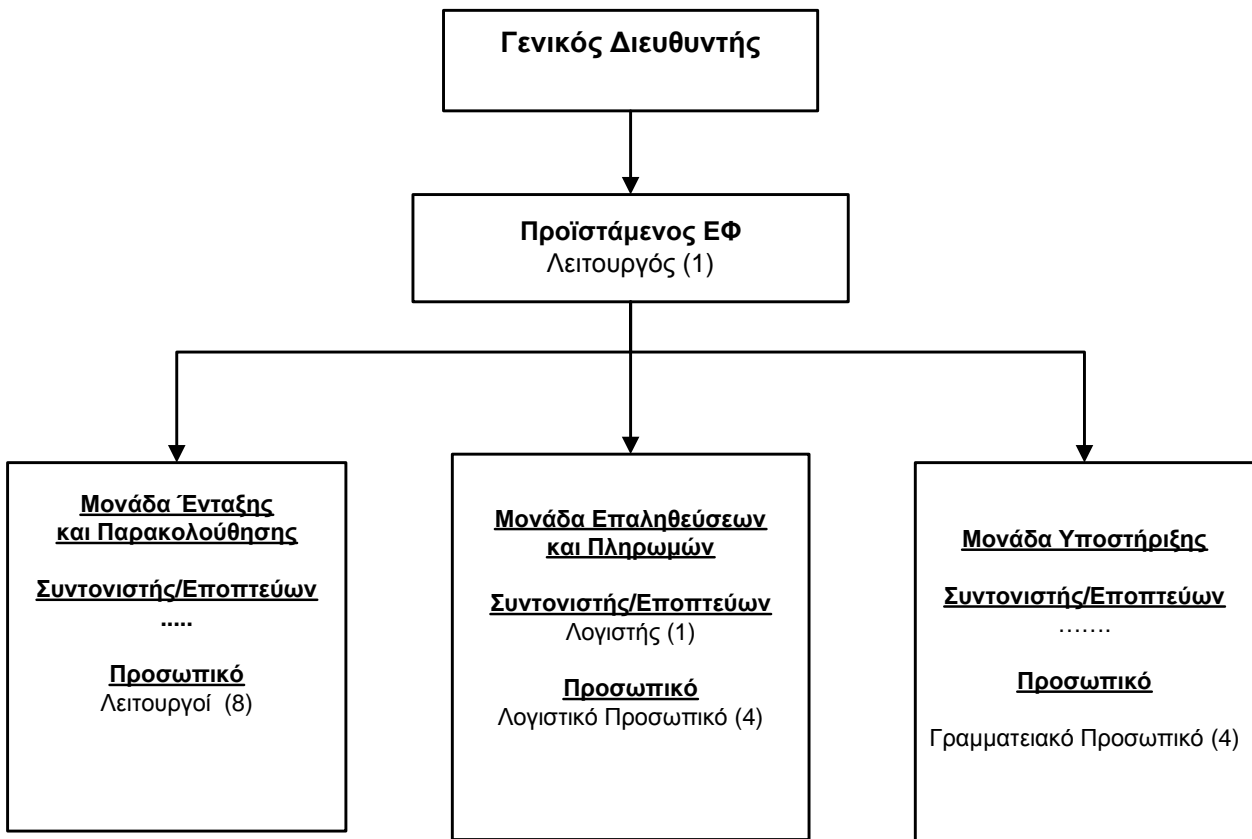 Γενικός Διευθυντής
Προϊστάμενος ΕΦ
Λειτουργός (1)
Μονάδα Ένταξης
και Παρακολούθησης
Συντονιστής/Εποπτεύων
.....
Προσωπικό
Λειτουργοί (8)
Μονάδα Επαληθεύσεων
και Πληρωμών
Συντονιστής/Εποπτεύων
Λογιστής (1)
Προσωπικό
Λογιστικό Προσωπικό (4)
Μονάδα Υποστήριξης
Συντονιστής/Εποπτεύων
.......
Προσωπικό
Γραμματειακό Προσωπικό (4)